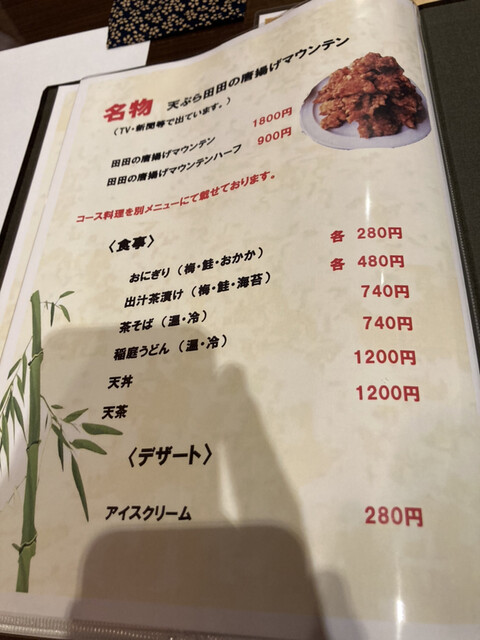 名物 天ぷら田田の唐揚げマウンテン
（TV・新聞等で出ています。）
田田の唐揚げマウンテン 1800円
田田の唐揚げマウンテンハーフ 900円
コース料理を別メニューにて載せております。
〈食事〉
おにぎり（梅・鮭・おかか） 各 280円
出汁茶漬け（梅・鮭・海苔） 各 480円
茶そば（温・冷） 740円
稲庭うどん（温・冷） 740円
天丼 1200円
天茶 1200円
〈デザート〉
アイスクリーム 280円